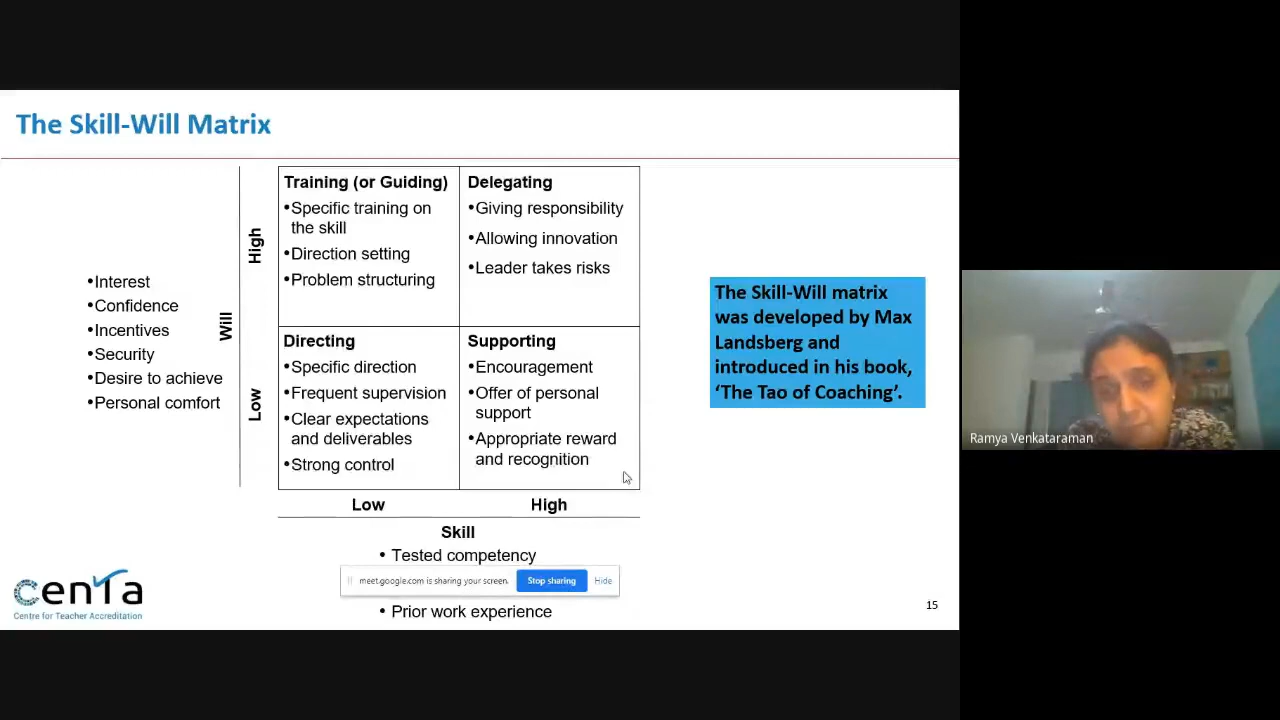 The Skill-Will Matrix
Training (or Guiding)
•Specific training on
the skill
•Direction setting
•Problem structuring
Delegating
•Giving responsibility
•Allowing innovation
•Leader takes risks
High
Will
Low
•Interest
•Confidence
•Incentives
•Security
•Desire to achieve
•Personal comfort
Directing
•Specific direction
•Frequent supervision
•Clear expectations
and deliverables
•Strong control
Supporting
•Encouragement
•Offer of personal
support
•Appropriate reward
and recognition
The Skill-Will matrix
was developed by Max
Landsberg and
introduced in his book,
‘The Tao of Coaching’.
Ramya Venkataraman
Low High
Skill
• Tested competency
meet.google.com is sharing your screen. Stop sharing Hide
• Prior work experience
cenTa
Centre for Teacher Accreditation
15